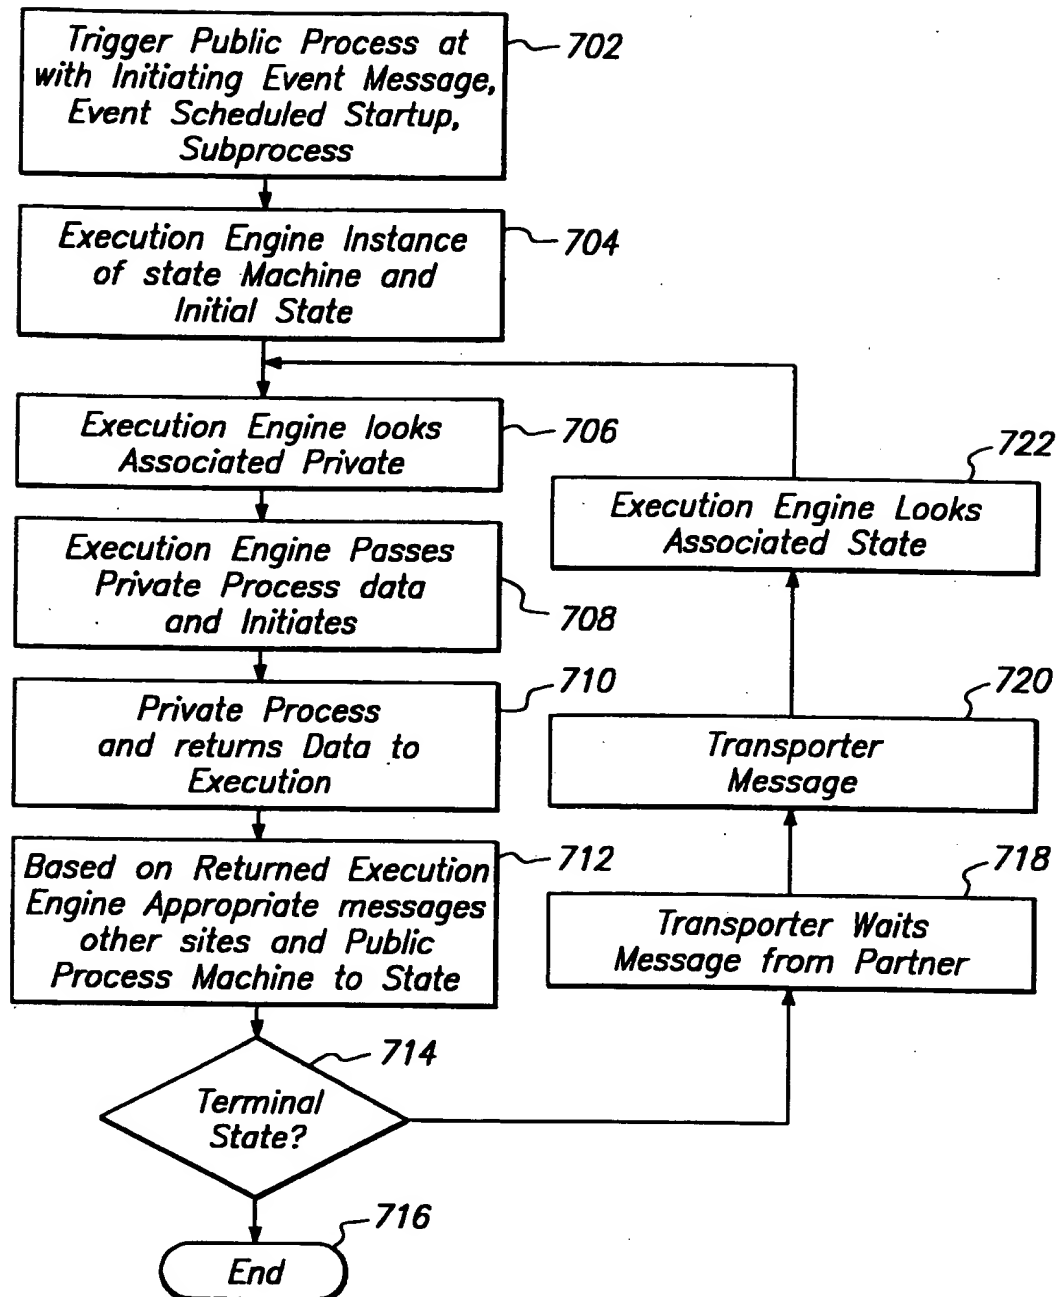 Trigger Public Process at
with Initiating Event Message,
Event Scheduled Startup,
Subprocess
702
Execution Engine Instance
of state Machine and
Initial State
704
Execution Engine looks
Associated Private
706
Execution Engine Passes
Private Process data
and Initiates
708
Private Process
and returns Data to
Execution
710
Based on Returned Execution
Engine Appropriate messages
other sites and Public
Process Machine to State
712
Terminal
State?
714
End
716
Transporter Waits
Message from Partner
718
Transporter
Message
720
Execution Engine Looks
Associated State
722